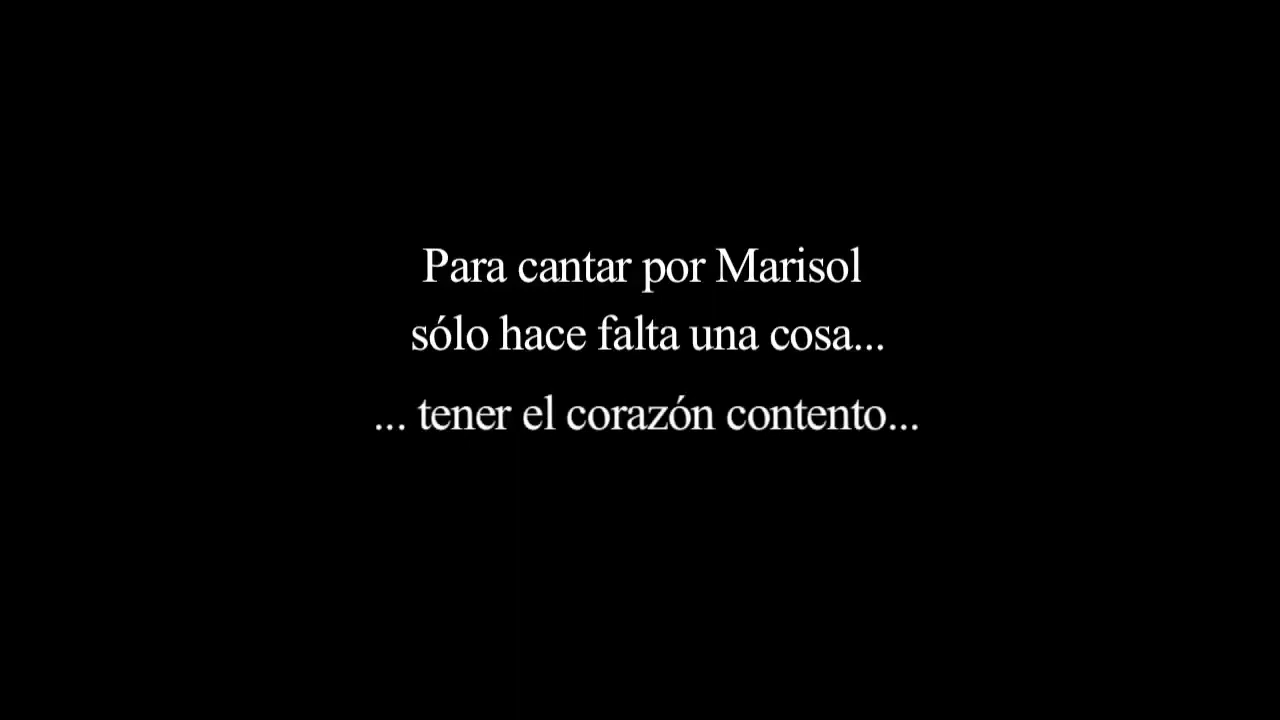 Para cantar por Marisol
sólo hace falta una cosa...
... tener el corazón contento...